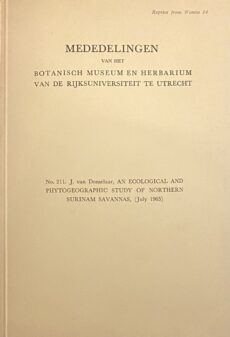 Reprint from Wentia 14
MEDEDELINGEN
VAN HET
BOTANISCH MUSEUM EN HERBARIUM
VAN DE RIJKSUNIVERSITEIT TE UTRECHT
No. 211. J. van Donselaar, AN ECOLOGICAL AND
PHYTOGEOGRAPHIC STUDY OF NORTHERN
SURINAM SAVANNAS, (July 1965)